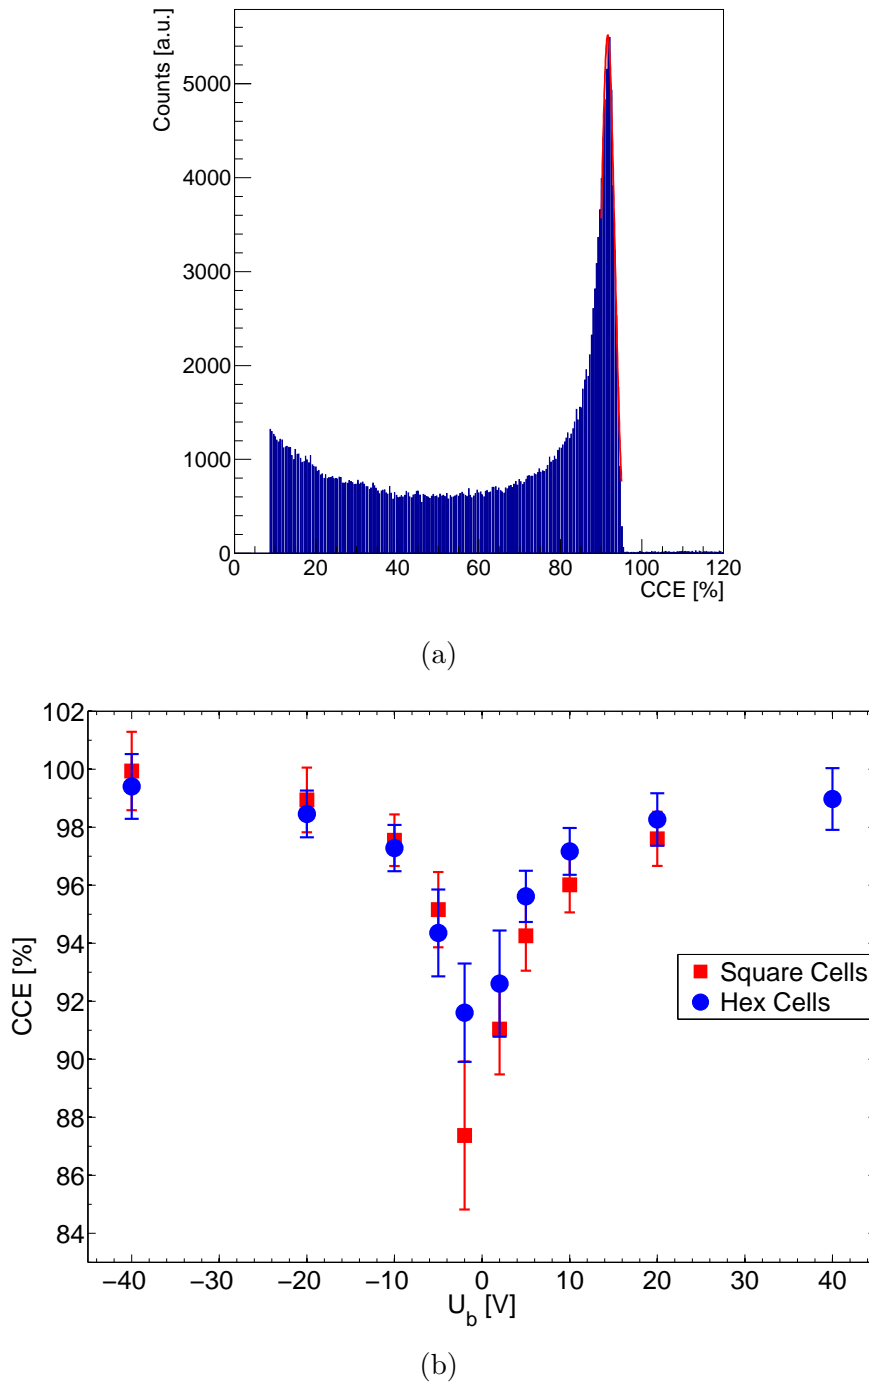 Counts [a.u.]
5000
4000
3000
2000
1000
0
0 20 40 60 80 100 120
CCE [%]
(a)
102
100
98
96
94
92
90
88
86
84
CCE [%]
Square Cells
Hex Cells
−40 −30 −20 −10 0 10 20 30 40
U_b [V]
(b)